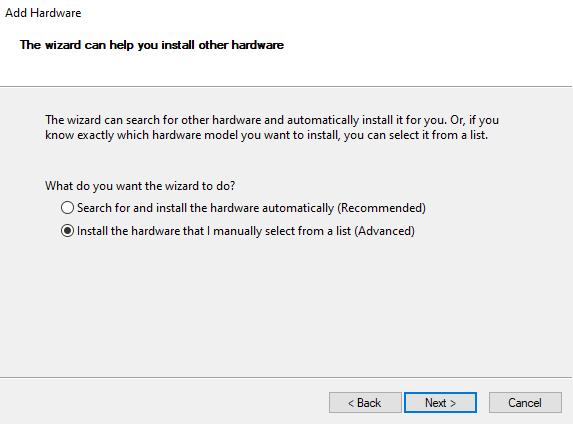 Add Hardware
The wizard can help you install other hardware
The wizard can search for other hardware and automatically install it for you. Or, if you
know exactly which hardware model you want to install, you can select it from a list.
What do you want the wizard to do?
Search for and install the hardware automatically (Recommended)
Install the hardware that I manually select from a list (Advanced)
< Back Next > Cancel